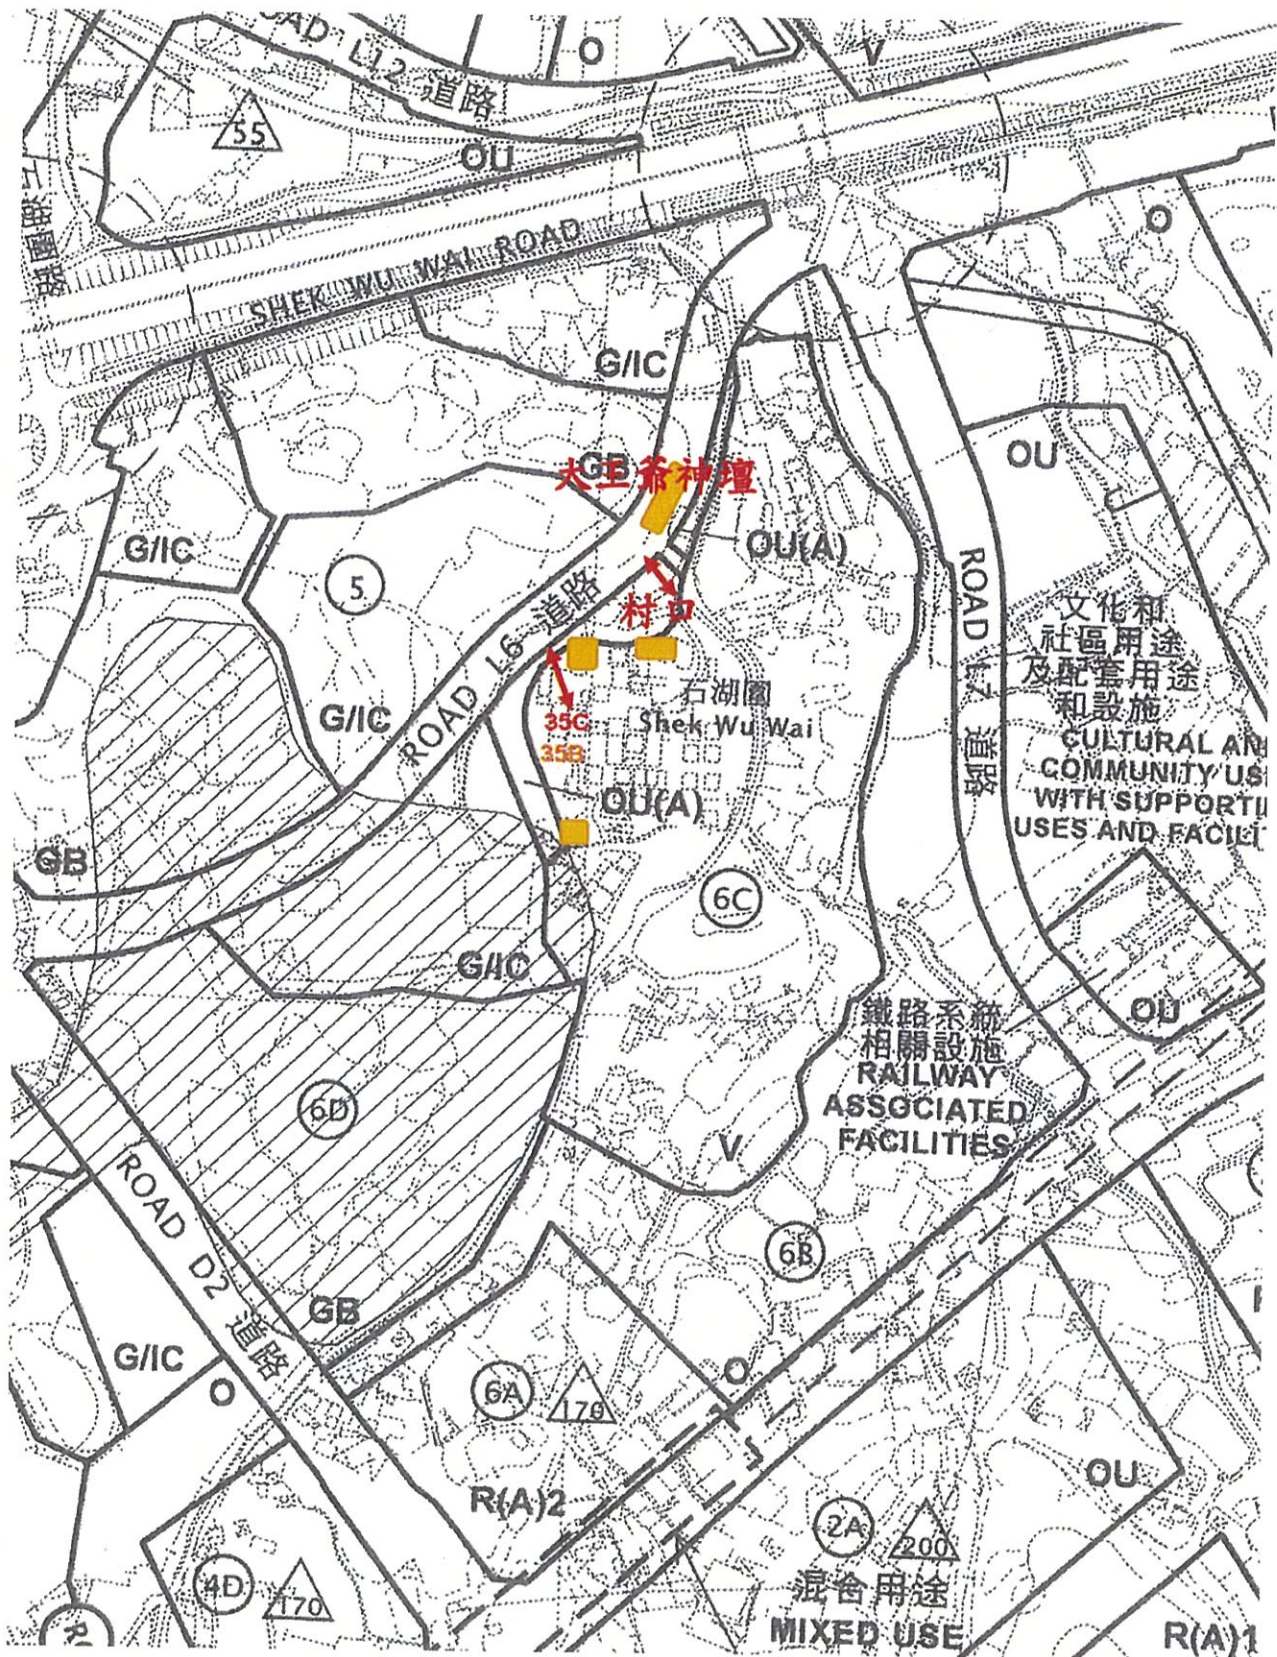 ROAD L12 道路
O
V
55
OU
石湖圍路
SHEK WU WAI ROAD
O
G/IC
GB
大王爺神壇
OU
G/IC
5
OU(A)
村口
ROAD L6 道路
ROAD L7 道路
文化和
社區用途
及配套用途
和設施
CULTURAL AN
COMMUNITY US
WITH SUPPORTI
USES AND FACILI
石湖圍
Shek Wu Wai
G/IC
35C
35B
OU(A)
GB
6C
G/IC
OU
鐵路系統
相關設施
RAILWAY
ASSOCIATED
FACILITIES
6D
V
ROAD D2 道路
6B
GB
G/IC
O
6A
170
O
R(A)2
OU
2A
200
混合用途
MIXED USE
4D
170
R(A)1